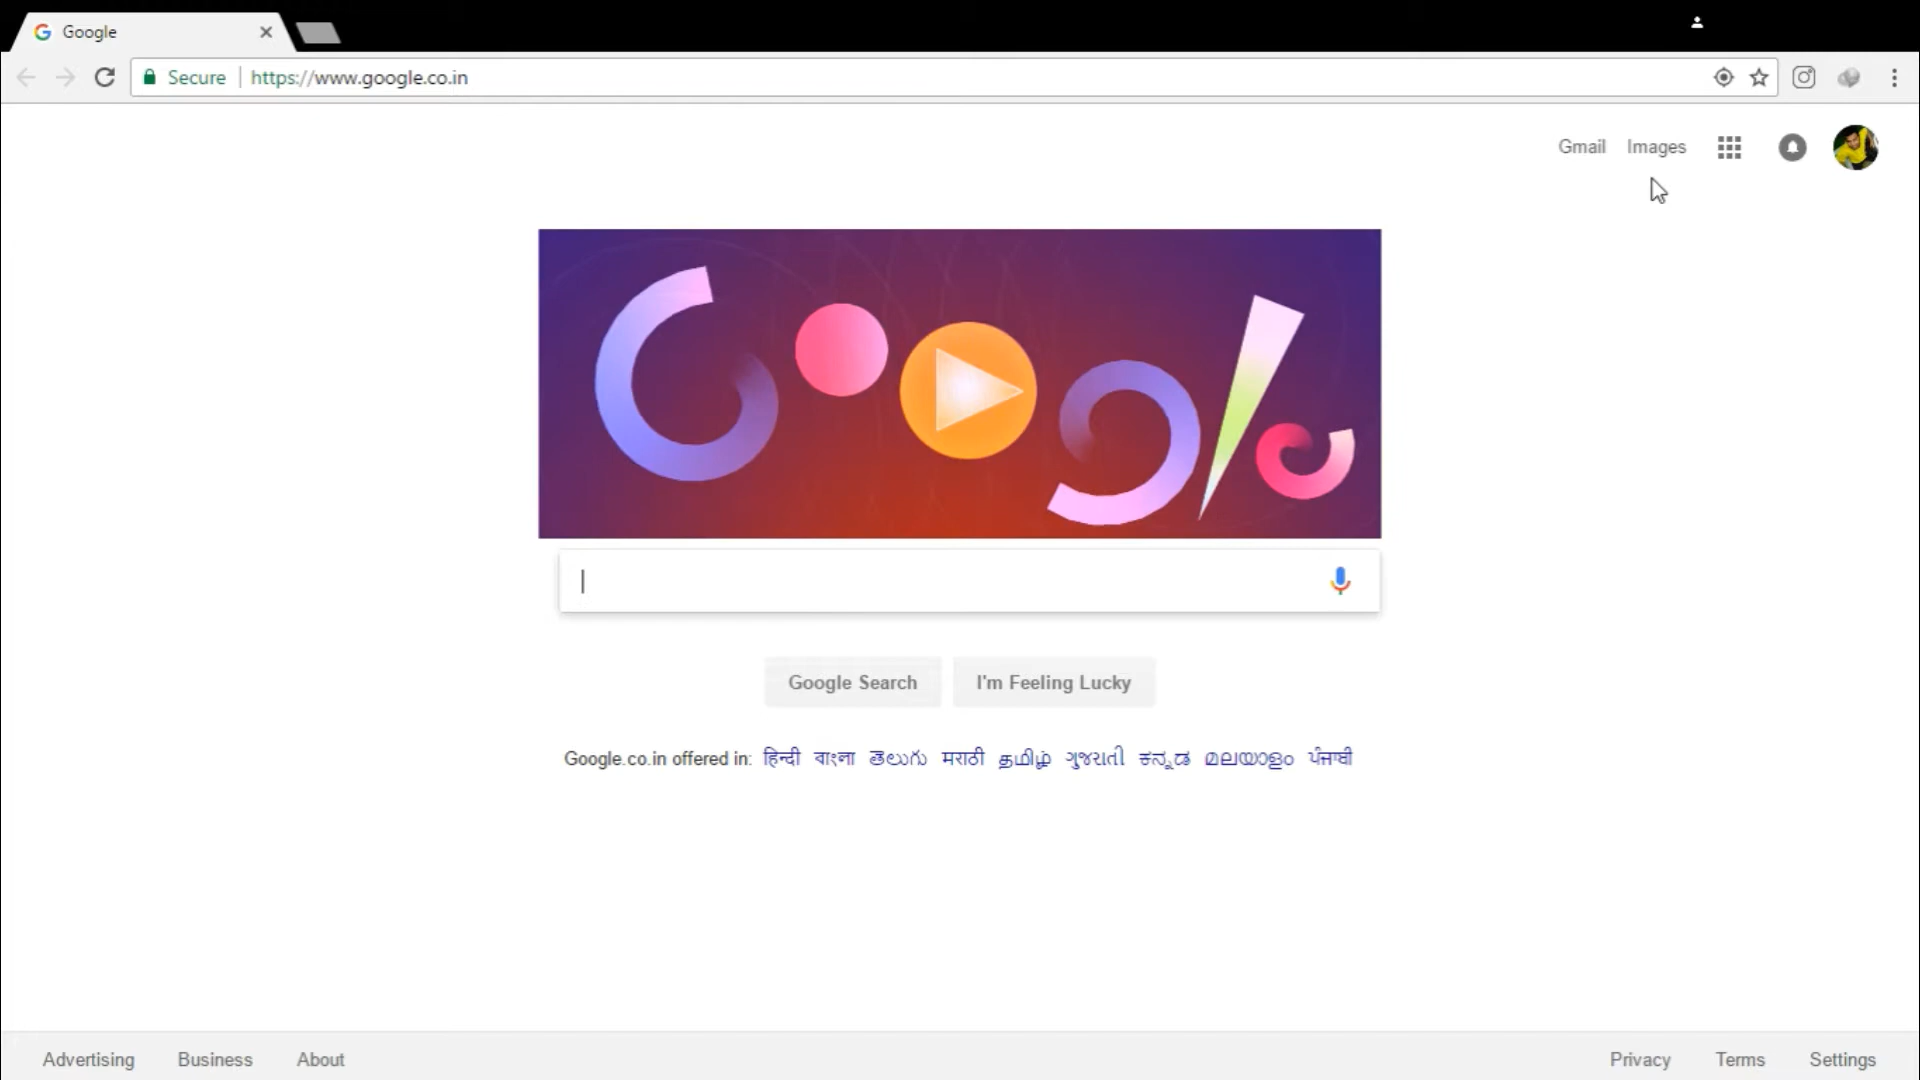 Google
Secure https://www.google.co.in
Gmail Images
Google
Google Search I'm Feeling Lucky
Google.co.in offered in: हिन्दी বাংলা తెలుగు मराठी தமிழ் ગુજરાતી ಕನ್ನಡ മലയാളം ਪੰਜਾਬੀ
Advertising Business About Privacy Terms Settings